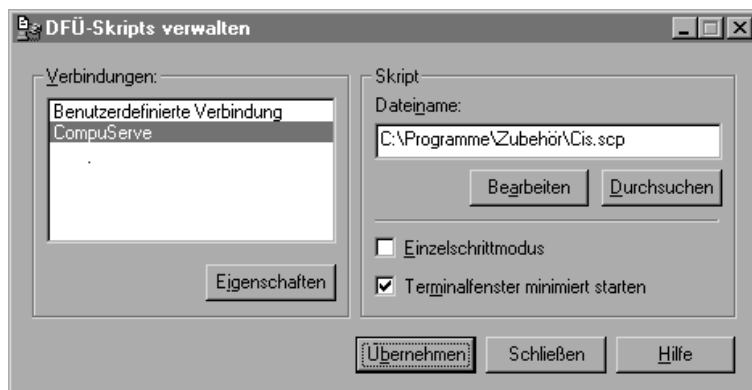 DFÜ-Skripts verwalten
Verbindungen:
Benutzerdefinierte Verbindung
CompuServe
Eigenschaften
Skript
Dateiname:
C:\Programme\Zubehör\Cis.scp
Bearbeiten
Durchsuchen
Einzelschrittmodus
Terminalfenster minimiert starten
Übernehmen
Schließen
Hilfe